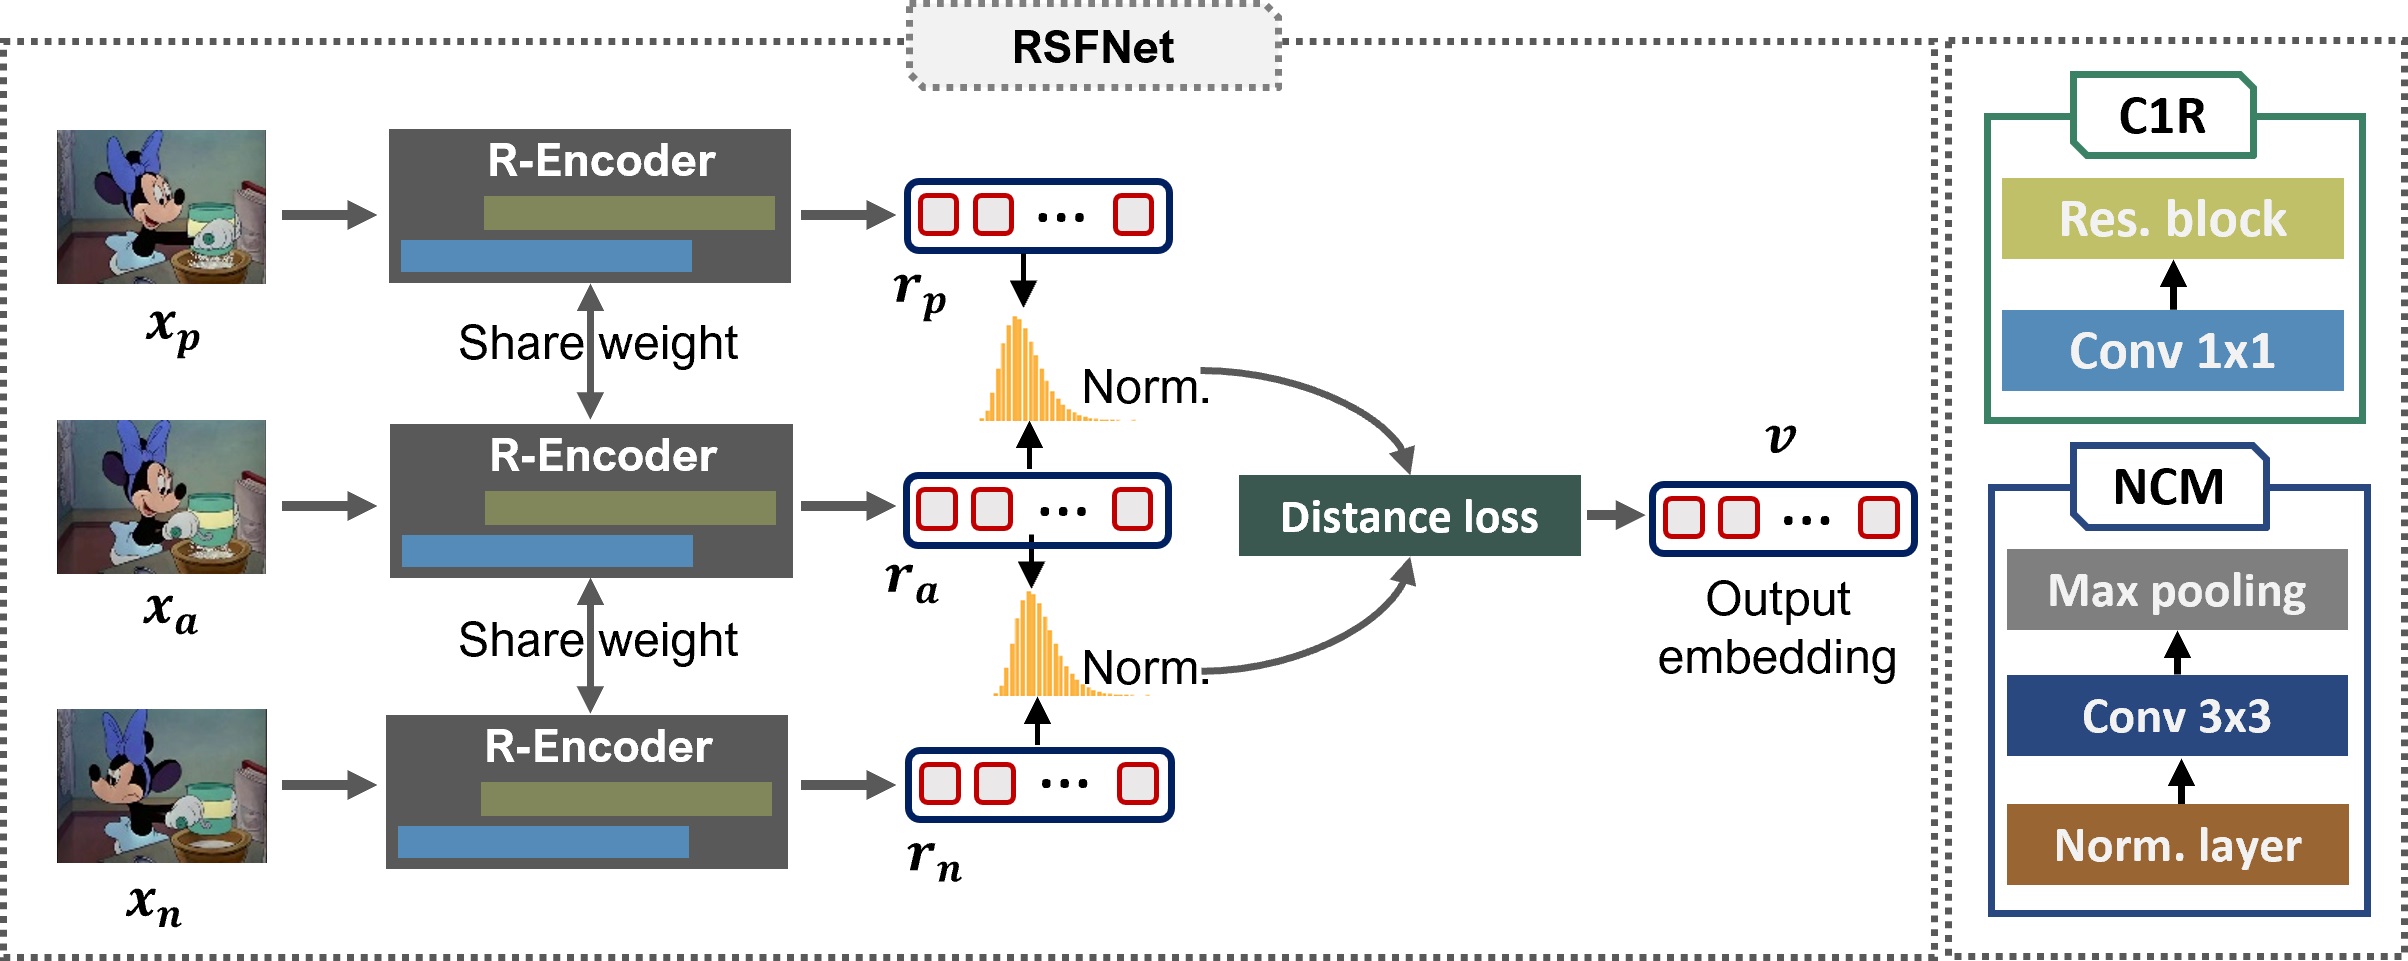 RSFNet
R-Encoder
x_p
r_p
Share weight
Norm.
R-Encoder
x_a
r_a
Distance loss
v
Output
embedding
Share weight
Norm.
R-Encoder
x_n
r_n
C1R
Res. block
Conv 1x1
NCM
Max pooling
Conv 3x3
Norm. layer